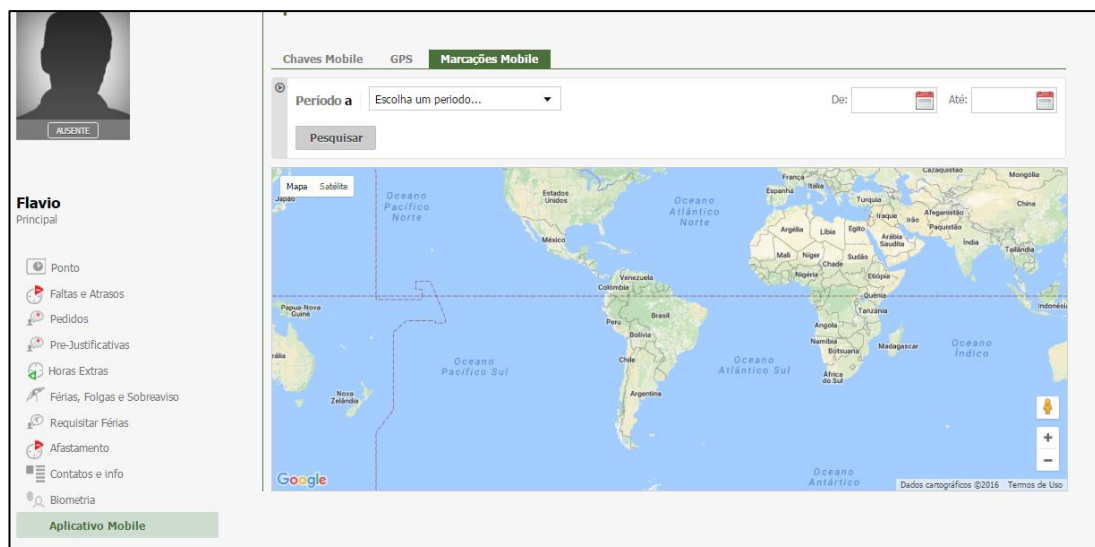 Chaves Mobile GPS Marcações Mobile
Período a Escolha um periodo... De: Até:
Pesquisar
AUSENTE
Flavio
Principal
Ponto
Faltas e Atrasos
Pedidos
Pre-Justificativas
Horas Extras
Férias, Folgas e Sobreaviso
Requisitar Férias
Afastamento
Contatos e info
Biometria
Aplicativo Mobile
Mapa Satélite
Japão
Oceano
Pacífico
Norte
Estados
Unidos
México
Oceano
Atlântico
Norte
França
Itália
Espanha
Turquia
Cazaquistão
Mongólia
China
Iraque
Irão
Afeganistão
Paquistão
Argélia
Líbia
Egito
Arábia
Saudita
Índia
Tailândia
Mali
Níger
Chade
Sudão
Nigéria
Etiópia
Venezuela
Colômbia
Quénia
Tanzânia
Indonési
Papua-Nova
Guiné
Peru
Brasil
Bolívia
Angola
Namíbia
Botsuana
Madagascar
Oceano
Índico
rália
Oceano
Pacífico Sul
Chile
Oceano
Atlântico Sul
África
do Sul
Nova
Zelândia
Argentina
+
−
Oceano
Antártico
Google
Dados cartográficos ©2016 Termos de Uso